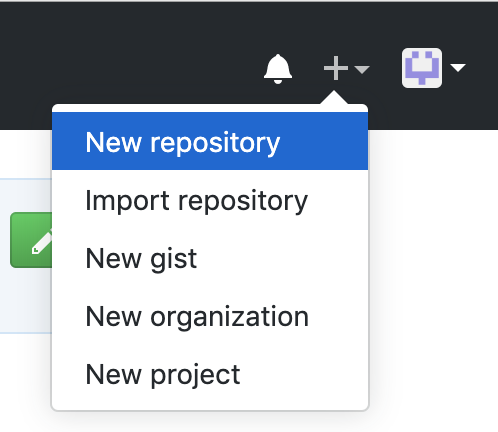 New repository
Import repository
New gist
New organization
New project